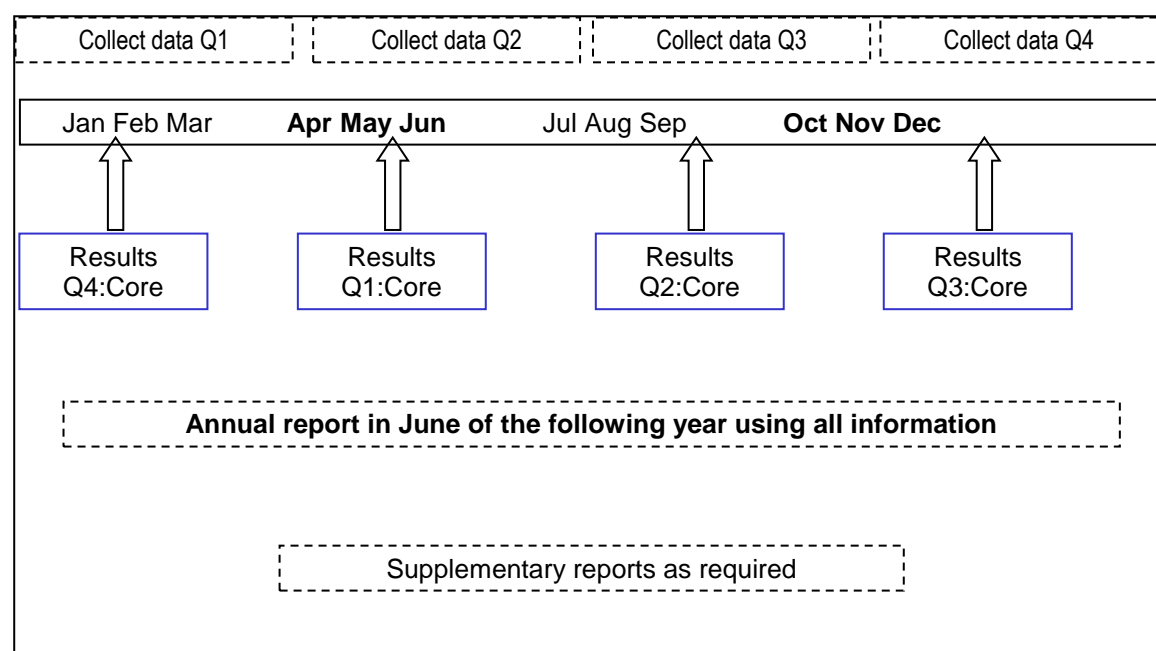 Collect data Q1 Collect data Q2 Collect data Q3 Collect data Q4
Jan Feb Mar Apr May Jun Jul Aug Sep Oct Nov Dec
Results Results Results Results
Q4:Core Q1:Core Q2:Core Q3:Core
Annual report in June of the following year using all information
Supplementary reports as required